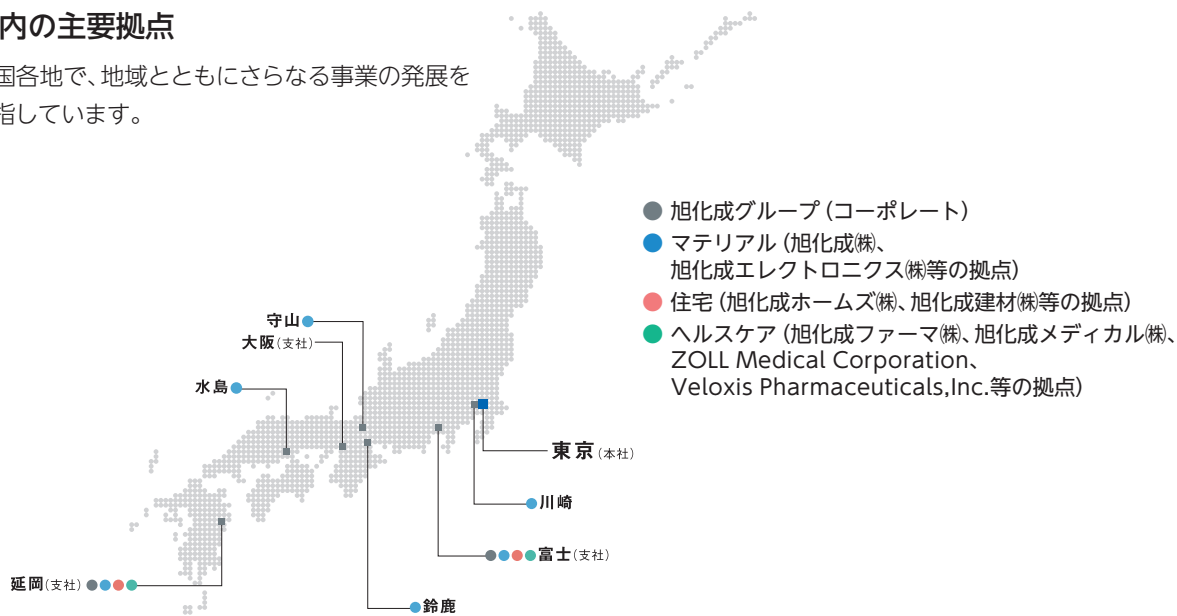 内の主要拠点
国各地で、地域とともにさらなる事業の発展を
指しています。
旭化成グループ(コーポレート)
マテリアル(旭化成㈱、
旭化成エレクトロニクス㈱等の拠点)
住宅(旭化成ホームズ㈱、旭化成建材㈱等の拠点)
ヘルスケア(旭化成ファーマ㈱、旭化成メディカル㈱、
ZOLL Medical Corporation、
Veloxis Pharmaceuticals,Inc.等の拠点)
守山
大阪(支社)
水島
東京(本社)
川崎
富士(支社)
延岡(支社)
鈴鹿